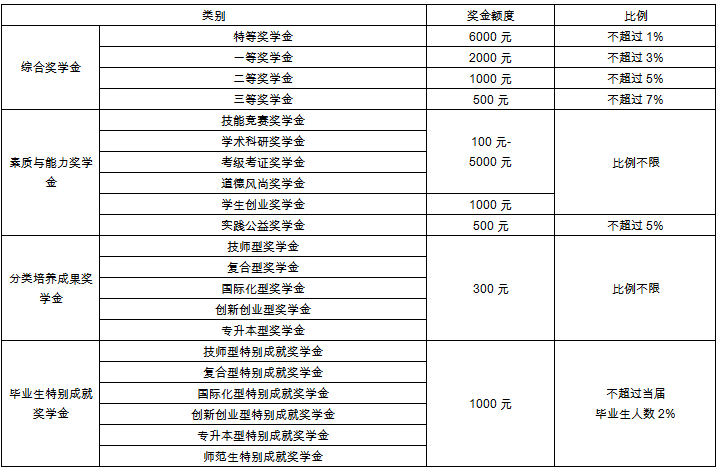 类别 奖金额度 比例
综合奖学金 特等奖学金 6000 元 不超过 1%
一等奖学金 2000 元 不超过 3%
二等奖学金 1000 元 不超过 5%
三等奖学金 500 元 不超过 7%
素质与能力奖学
金
技能竞赛奖学金
学术科研奖学金
考级考证奖学金
道德风尚奖学金
100 元-
5000 元
比例不限
学生创业奖学金 1000 元
实践公益奖学金 500 元 不超过 5%
分类培养成果奖
学金
技师型奖学金
复合型奖学金
国际化型奖学金
创新创业型奖学金
专升本型奖学金
300 元
比例不限
毕业生特别成就
奖学金
技师型特别成就奖学金
复合型特别成就奖学金
国际化型特别成就奖学金
创新创业型特别成就奖学金
专升本型特别成就奖学金
师范生特别成就奖学金
1000 元
不超过当届
毕业生人数 2%